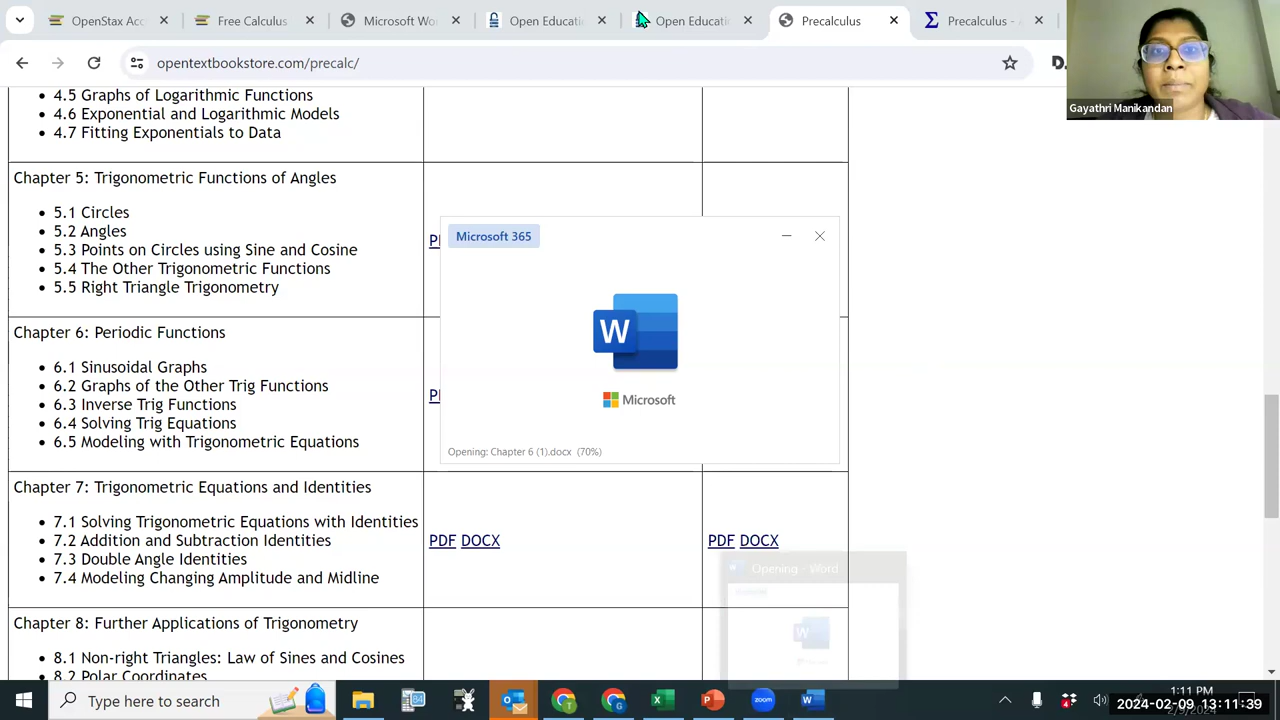 OpenStax Acc
Free Calculus
Microsoft Wo
Open Educati
Open Educatio
Precalculus
Precalculus -
opentextbookstore.com/precalc/
Gayathri Manikandan
4.5 Graphs of Logarithmic Functions
4.6 Exponential and Logarithmic Models
4.7 Fitting Exponentials to Data
Chapter 5: Trigonometric Functions of Angles
5.1 Circles
5.2 Angles
5.3 Points on Circles using Sine and Cosine
5.4 The Other Trigonometric Functions
5.5 Right Triangle Trigonometry
Microsoft 365
W
Microsoft
Opening: Chapter 6 (1).docx (70%)
Chapter 6: Periodic Functions
6.1 Sinusoidal Graphs
6.2 Graphs of the Other Trig Functions
6.3 Inverse Trig Functions
6.4 Solving Trig Equations
6.5 Modeling with Trigonometric Equations
Chapter 7: Trigonometric Equations and Identities
7.1 Solving Trigonometric Equations with Identities
7.2 Addition and Subtraction Identities
7.3 Double Angle Identities
7.4 Modeling Changing Amplitude and Midline
PDF DOCX
PDF DOCX
Opening - Word
Chapter 8: Further Applications of Trigonometry
8.1 Non-right Triangles: Law of Sines and Cosines
8.2 Polar Coordinates
Type here to search
zoom
1:11 PM
2024-02-09 13:11:39